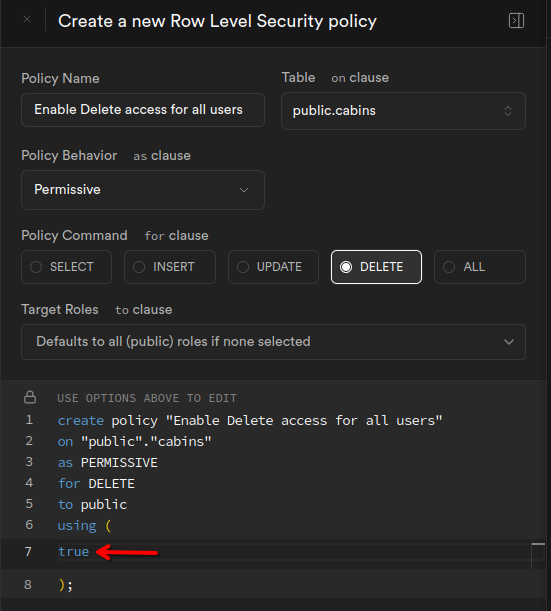 Create a new Row Level Security policy
Policy Name
Table on clause
Enable Delete access for all users
public.cabins
Policy Behavior as clause
Permissive
Policy Command for clause
SELECT INSERT UPDATE DELETE ALL
Target Roles to clause
Defaults to all (public) roles if none selected
USE OPTIONS ABOVE TO EDIT
1 create policy "Enable Delete access for all users"
2 on "public"."cabins"
3 as PERMISSIVE
4 for DELETE
5 to public
6 using (
7 true
8 );